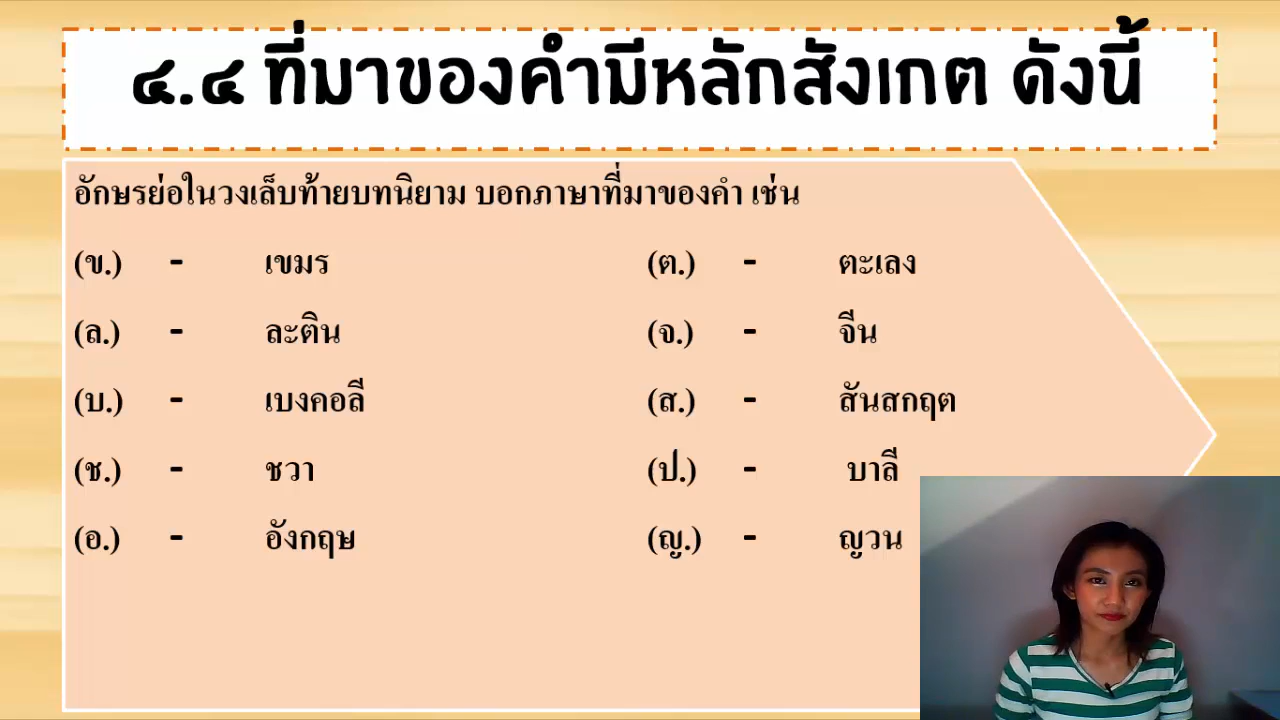 ๔.๔ ที่มาของคำมีหลักสังเกต ดังนี้
อักษรย่อในวงเล็บท้ายบทนิยาม บอกภาษาที่มาของคำ เช่น
(ข.) - เขมร (ต.) - ตะเลง
(ล.) - ละติน (จ.) - จีน
(บ.) - เบงคอลี (ส.) - สันสกฤต
(ช.) - ชวา (ป.) - บาลี
(อ.) - อังกฤษ (ญ.) - ญวน